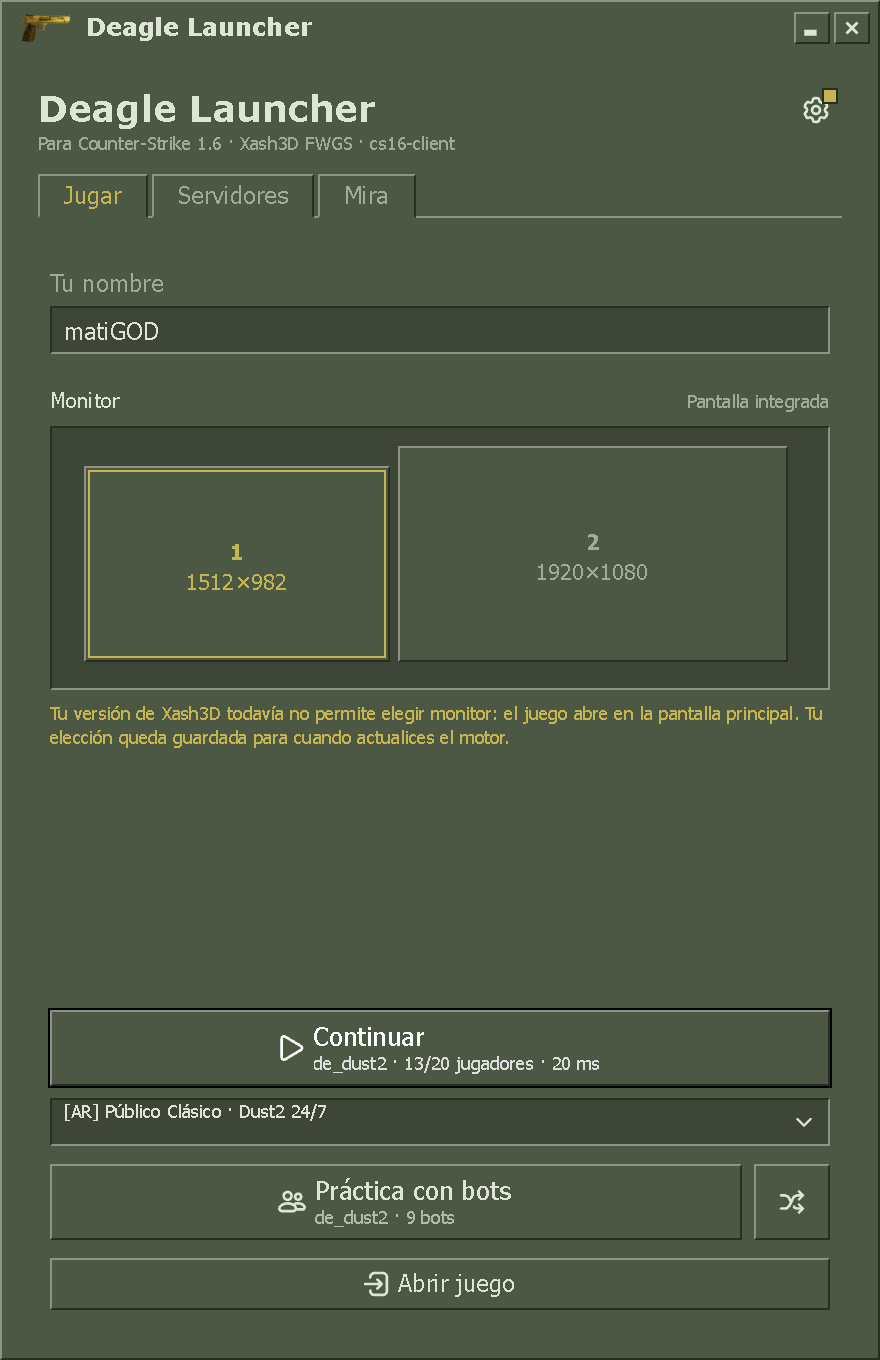 Deagle Launcher
Deagle Launcher
Para Counter-Strike 1.6 · Xash3D FWGS · cs16-client
Jugar
Servidores
Mira
Tu nombre
matiGOD
Monitor
Pantalla integrada
1
1512×982
2
1920×1080
Tu versión de Xash3D todavía no permite elegir monitor: el juego abre en la pantalla principal. Tu
elección queda guardada para cuando actualices el motor.
Continuar
de_dust2 · 13/20 jugadores · 20 ms
[AR] Público Clásico · Dust2 24/7
Práctica con bots
de_dust2 · 9 bots
Abrir juego